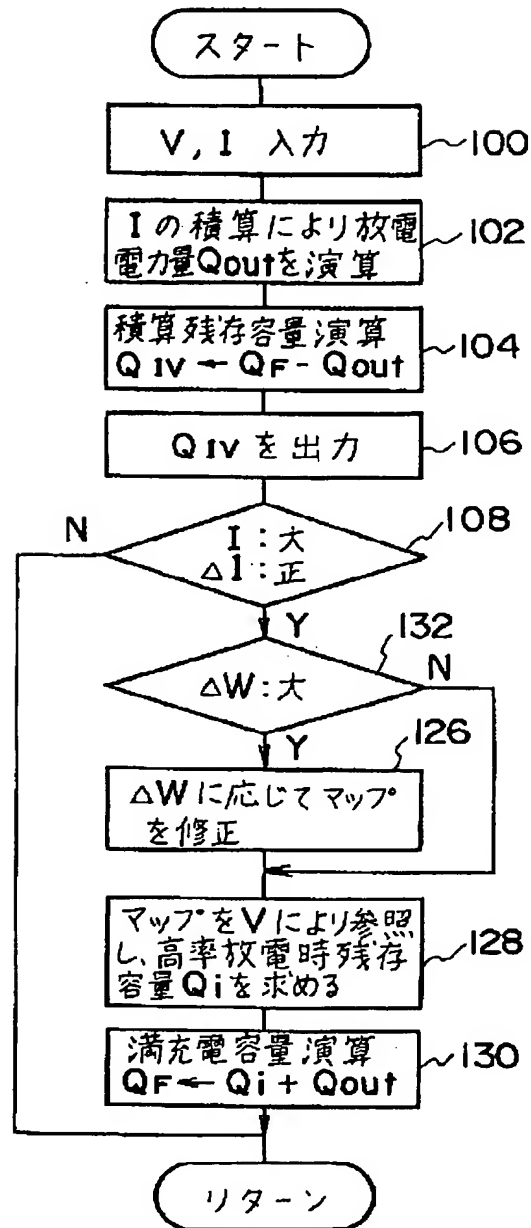 スタート
V, I 入力
100
Iの積算により放電
電力量Qoutを演算
102
積算残存容量演算
QIV ← QF - Qout
104
QIVを出力
106
108
N
I:大
ΔI:正
Y
132
N
ΔW:大
Y
126
ΔWに応じてマップ
を修正
マップをVにより参照
し、高率放電時残存
容量Qiを求める
128
満充電容量演算
QF ← Qi + Qout
130
リターン